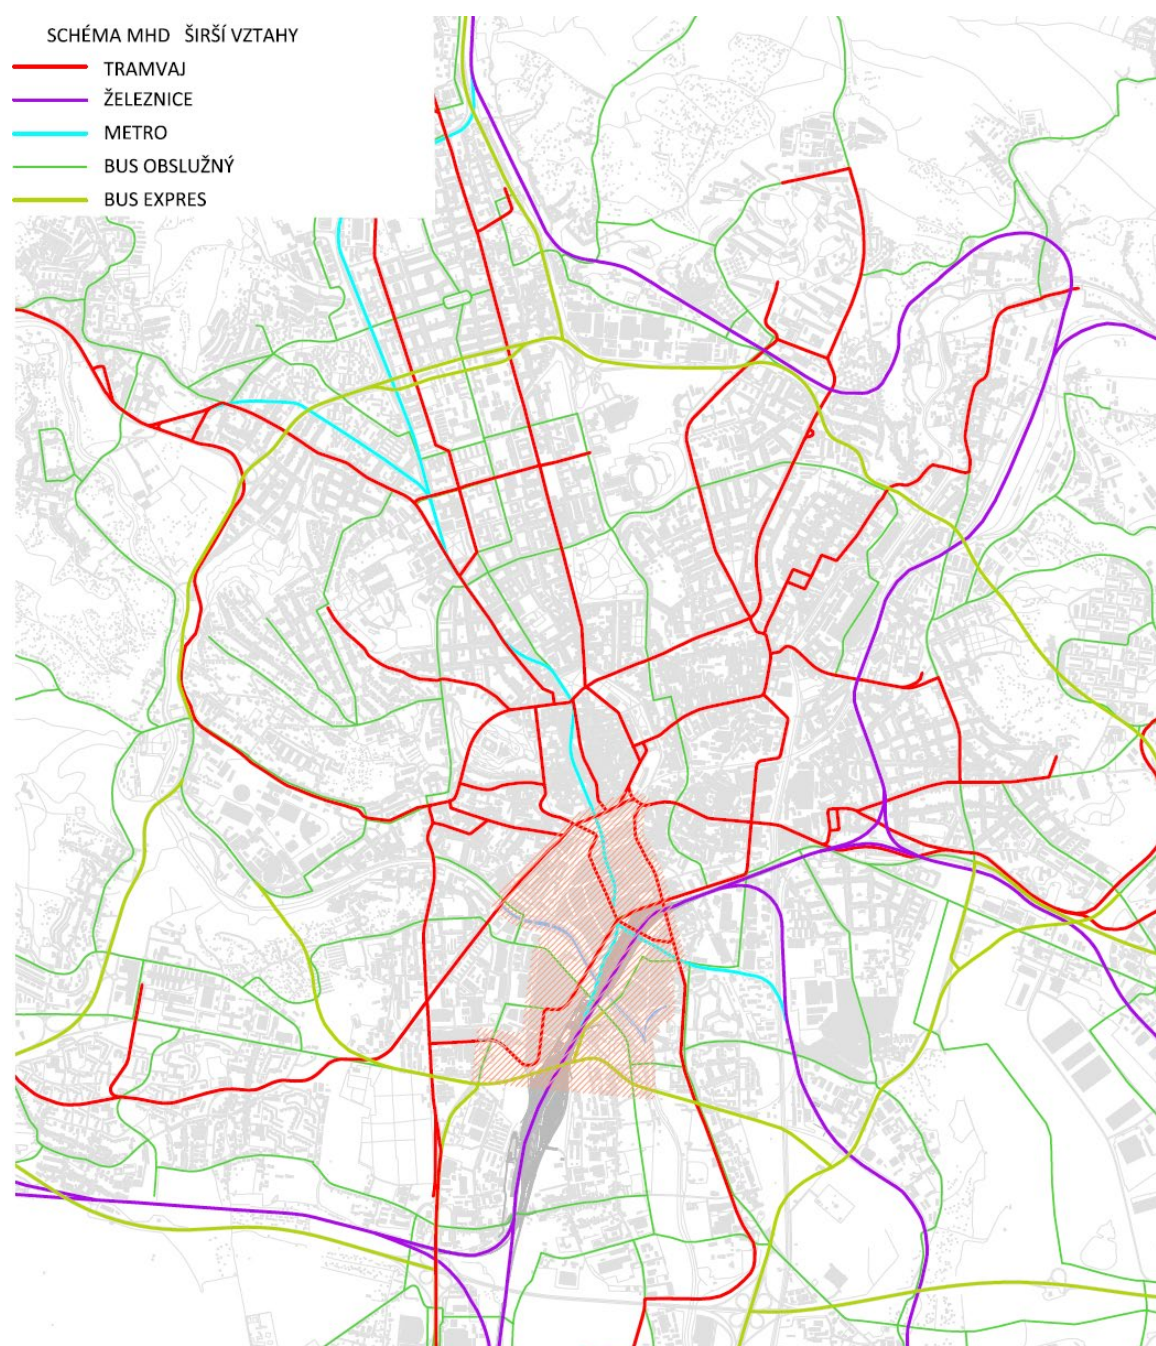 SCHÉMA MHD ŠIRŠÍ VZTAHY
TRAMVAJ
ŽELEZNICE
METRO
BUS OBSLUŽNÝ
BUS EXPRES